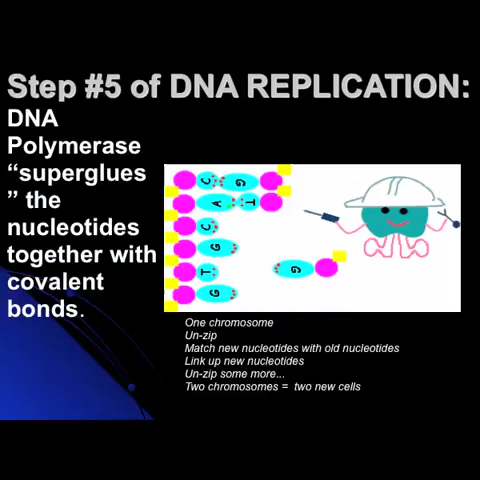 Step #5 of DNA REPLICATION:
DNA
Polymerase
“superglues
” the
nucleotides
together with
covalent
bonds.
C G
A T
C
G
T
G
G
One chromosome
Un-zip
Match new nucleotides with old nucleotides
Link up new nucleotides
Un-zip some more...
Two chromosomes = two new cells